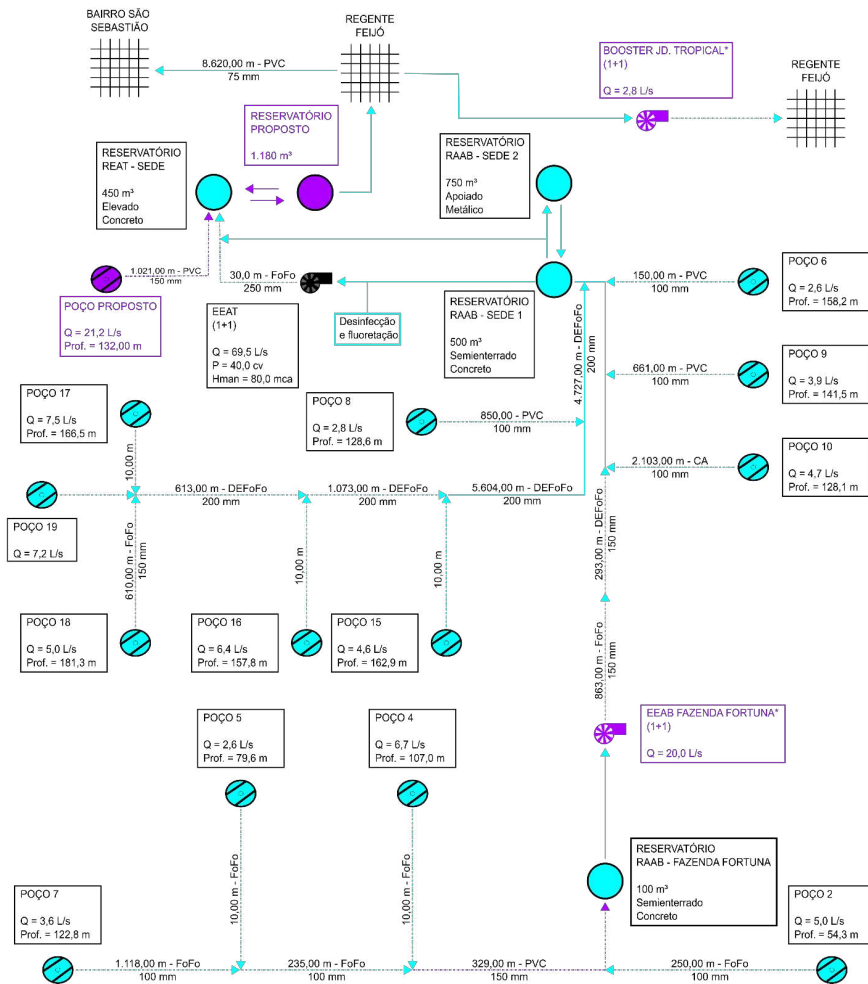 BAIRRO SÃO
SEBASTIÃO
REGENTE
FEIJÓ
8.620,00 m - PVC
75 mm
BOOSTER JD. TROPICAL*
(1+1)
Q = 2,8 L/s
REGENTE
FEIJÓ
RESERVATÓRIO
PROPOSTO
1.180 m³
RESERVATÓRIO
REAT - SEDE
450 m³
Elevado
Concreto
RESERVATÓRIO
RAAB - SEDE 2
750 m³
Apoiado
Metálico
1.021,00 m - PVC
150 mm
30,0 m - FoFo
250 mm
POÇO PROPOSTO
Q = 21,2 L/s
Prof. = 132,00 m
EEAT
(1+1)
Q = 69,5 L/s
P = 40,0 cv
Hman = 80,0 mca
Desinfecção
e fluoretação
RESERVATÓRIO
RAAB - SEDE 1
500 m³
Semienterrado
Concreto
150,00 m - PVC
100 mm
POÇO 6
Q = 2,6 L/s
Prof. = 158,2 m
4.727,00 m - DEFoFo
200 mm
661,00 m - PVC
100 mm
POÇO 9
Q = 3,9 L/s
Prof. = 141,5 m
POÇO 17
Q = 7,5 L/s
Prof. = 166,5 m
POÇO 8
Q = 2,8 L/s
Prof. = 128,6 m
850,00 - PVC
100 mm
2.103,00 m - CA
100 mm
POÇO 10
Q = 4,7 L/s
Prof. = 128,1 m
10,00 m
613,00 m - DEFoFo
200 mm
1.073,00 m - DEFoFo
200 mm
5.604,00 m - DEFoFo
200 mm
POÇO 19
Q = 7,2 L/s
610,00 m - FoFo
150 mm
10,00 m
10,00 m
293,00 m - DEFoFo
150 mm
POÇO 18
Q = 5,0 L/s
Prof. = 181,3 m
POÇO 16
Q = 6,4 L/s
Prof. = 157,8 m
POÇO 15
Q = 4,6 L/s
Prof. = 162,9 m
863,00 m - FoFo
150 mm
POÇO 5
Q = 2,6 L/s
Prof. = 79,6 m
POÇO 4
Q = 6,7 L/s
Prof. = 107,0 m
EEAB FAZENDA FORTUNA*
(1+1)
Q = 20,0 L/s
10,00 m - FoFo
10,00 m - FoFo
RESERVATÓRIO
RAAB - FAZENDA FORTUNA
100 m³
Semienterrado
Concreto
POÇO 7
Q = 3,6 L/s
Prof. = 122,8 m
POÇO 2
Q = 5,0 L/s
Prof. = 54,3 m
1.118,00 m - FoFo
100 mm
235,00 m - FoFo
100 mm
329,00 m - PVC
150 mm
250,00 m - FoFo
100 mm